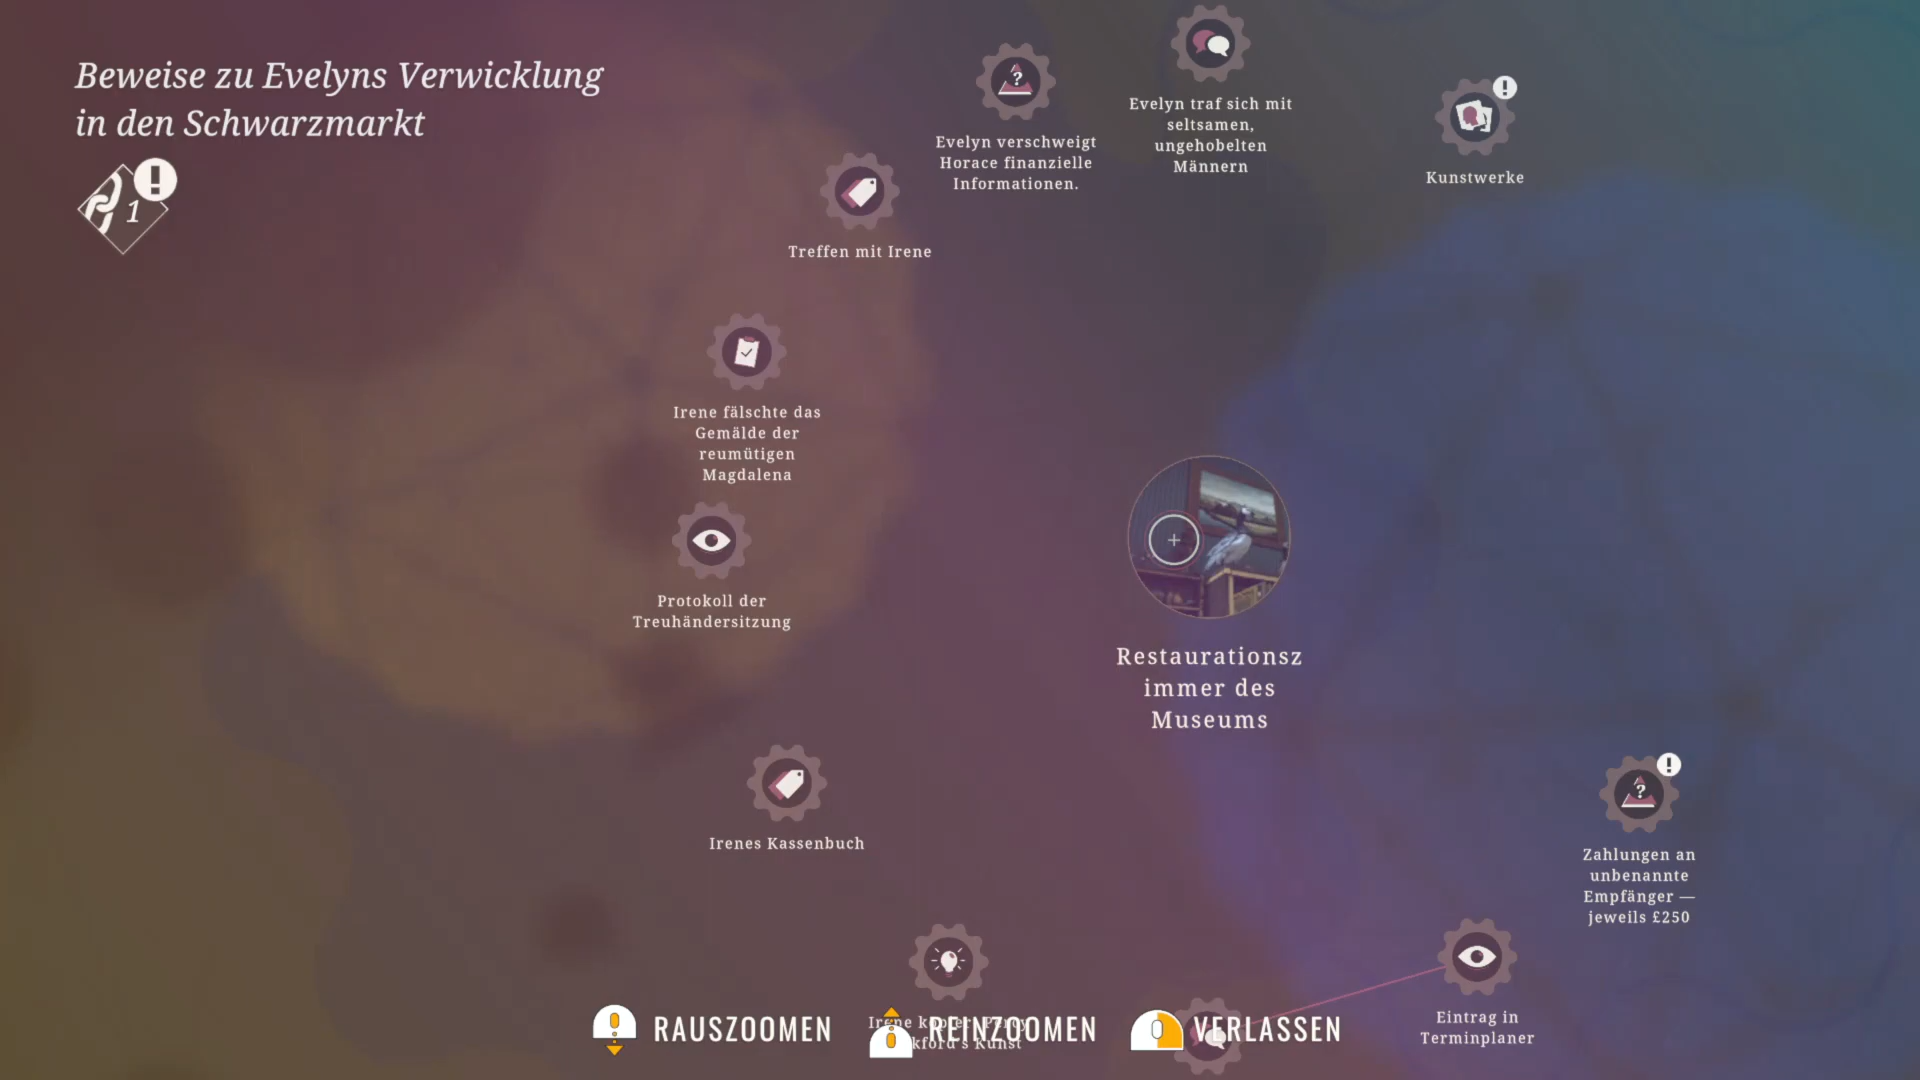 Beweise zu Evelyns Verwicklung
in den Schwarzmarkt
1
Evelyn verschweigt
Horace finanzielle
Informationen.
Evelyn traf sich mit
seltsamen,
ungehobelten
Männern
Kunstwerke
Treffen mit Irene
Irene fälschte das
Gemälde der
reumütigen
Magdalena
Protokoll der
Treuhändersitzung
Restaurationsz
immer des
Museums
Irenes Kassenbuch
Zahlungen an
unbenannte
Empfänger —
jeweils £250
Eintrag in
Terminplaner
Irene
Kunst
RAUSZOOMEN
REINZOOMEN
VERLASSEN